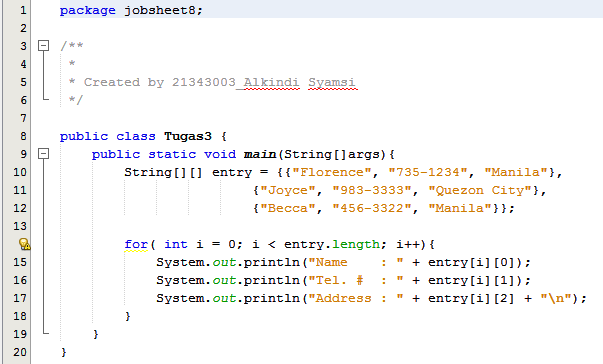 1 package jobsheet8;
2
3 /**
4  *
5  * Created by 21343003_Alkindi Syamsi
6  */
7
8 public class Tugas3 {
9     public static void main(String[]args){
10         String[][] entry = {{"Florence", "735-1234", "Manila"},
11                         {"Joyce", "983-3333", "Quezon City"},
12                         {"Becca", "456-3322", "Manila"}};
13
for( int i = 0; i < entry.length; i++){
15             System.out.println("Name    : " + entry[i][0]);
16             System.out.println("Tel. #  : " + entry[i][1]);
17             System.out.println("Address : " + entry[i][2] + "\n");
18         }
19     }
20 }